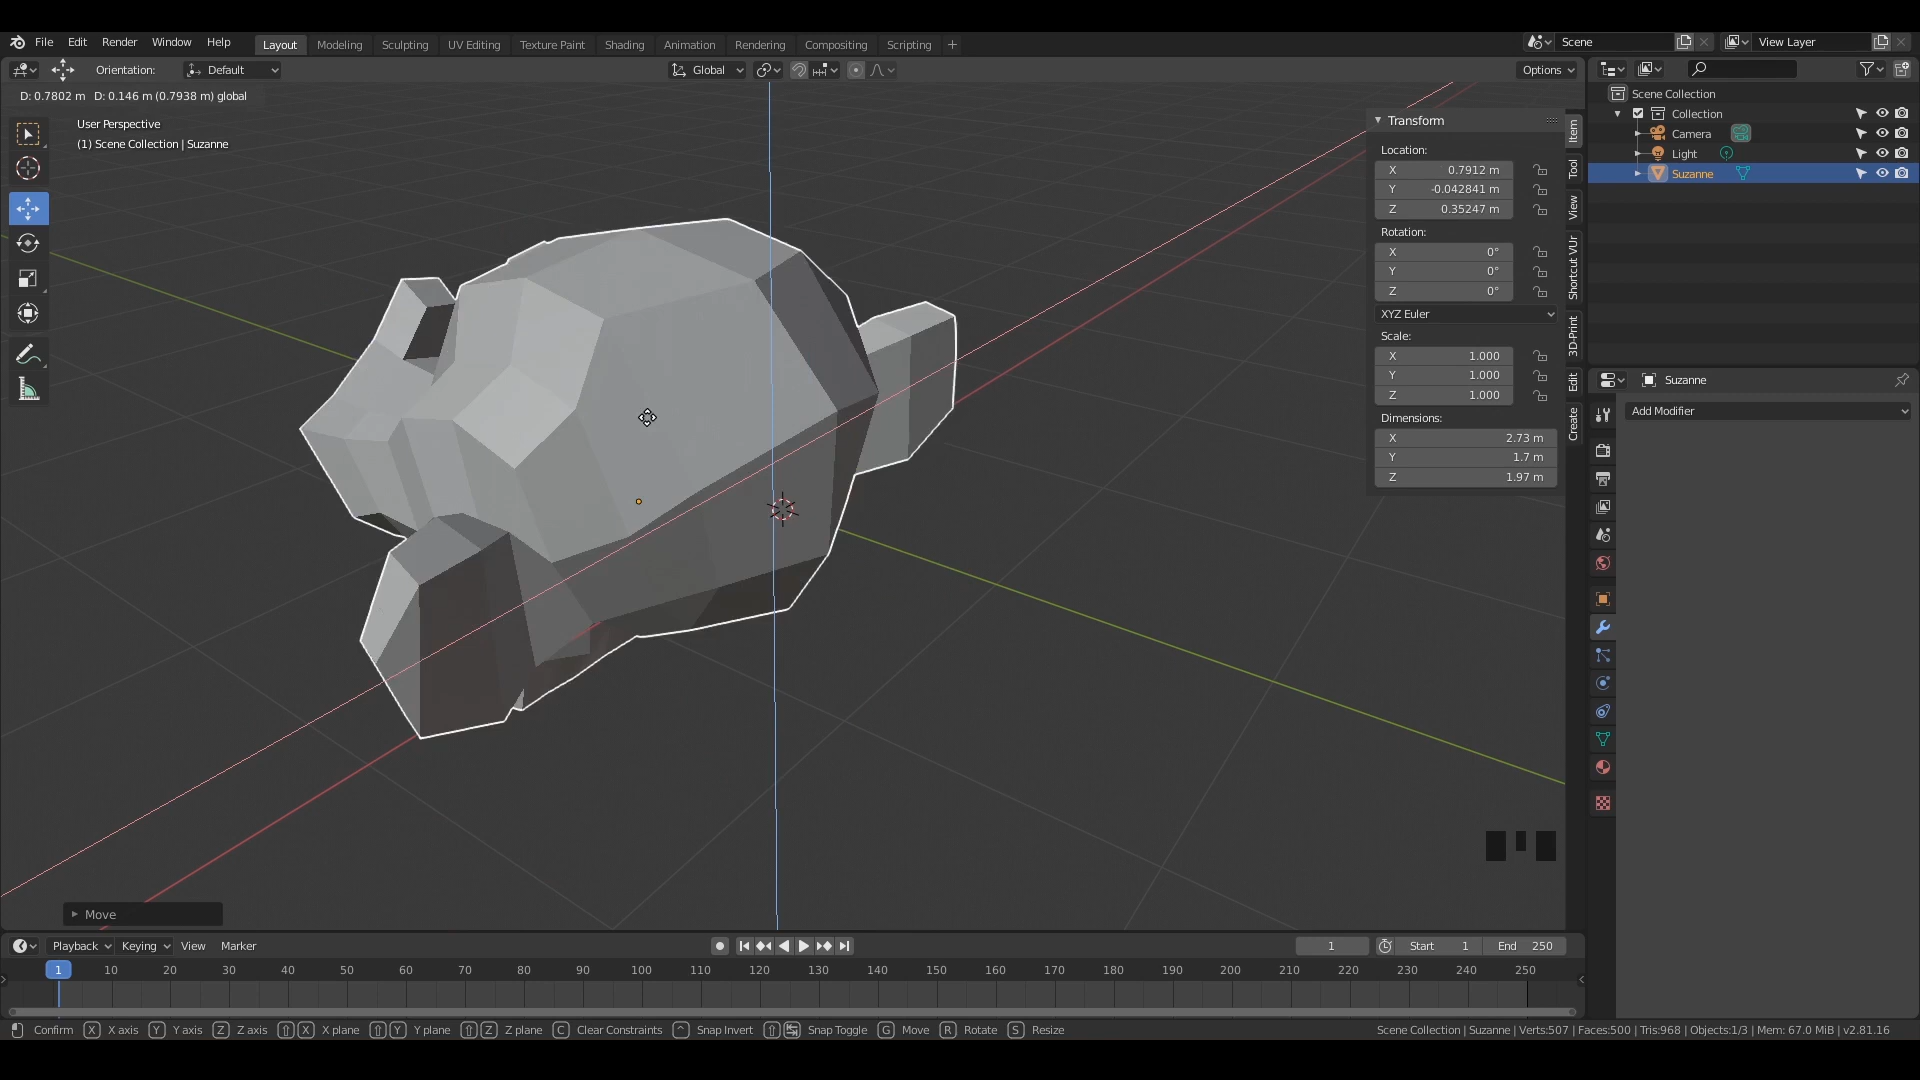 File Edit Render Window Help Layout Modeling Sculpting UV Editing Texture Paint Shading Animation Rendering Compositing Scripting + Scene View Layer
Orientation: Default Global Options
D: 0.7802 m D: 0.146 m (0.7938 m) global
User Perspective
(1) Scene Collection | Suzanne
Transform
Location:
X 0.7912 m
Y -0.042841 m
Z 0.35247 m
Rotation:
X 0°
Y 0°
Z 0°
XYZ Euler
Scale:
X 1.000
Y 1.000
Z 1.000
Dimensions:
X 2.73 m
Y 1.7 m
Z 1.97 m
Item
Tool
View
Shortcut VUr
3D-Print
Edit
Create
Scene Collection
Collection
Camera
Light
Suzanne
Suzanne
Add Modifier
Move
Playback Keying View Marker 1 Start 1 End 250
1 10 20 30 40 50 60 70 80 90 100 110 120 130 140 150 160 170 180 190 200 210 220 230 240 250
Confirm X X axis Y Y axis Z Z axis X X plane Y Y plane Z Z plane C Clear Constraints ^ Snap Invert Snap Toggle G Move R Rotate S Resize Scene Collection | Suzanne | Verts:507 | Faces:500 | Tris:968 | Objects:1/3 | Mem: 67.0 MiB | v2.81.16